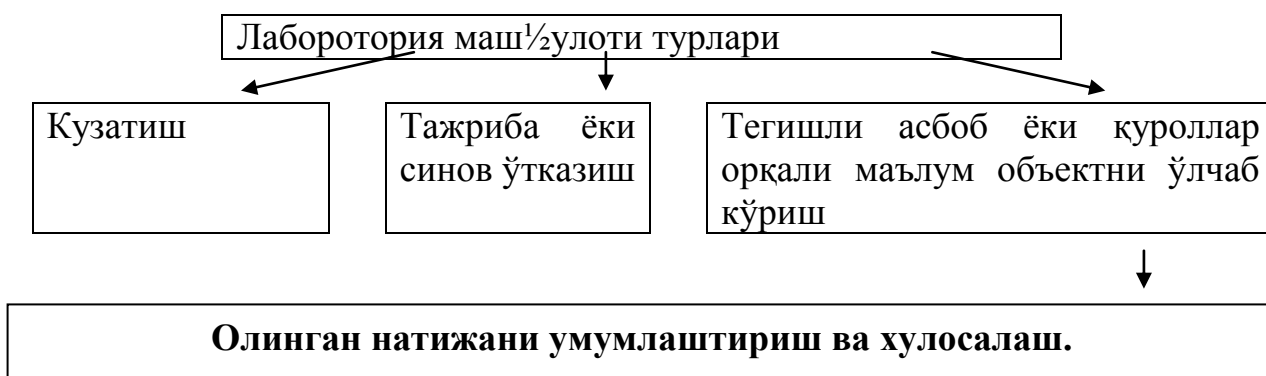 Лаборотория маш½улоти турлари
Кузатиш
Тажриба ёки
синов ўтказиш
Тегишли асбоб ёки қуроллар
орқали маълум объектни ўлчаб
кўриш
Олинган натижани умумлаштириш ва хулосалаш.